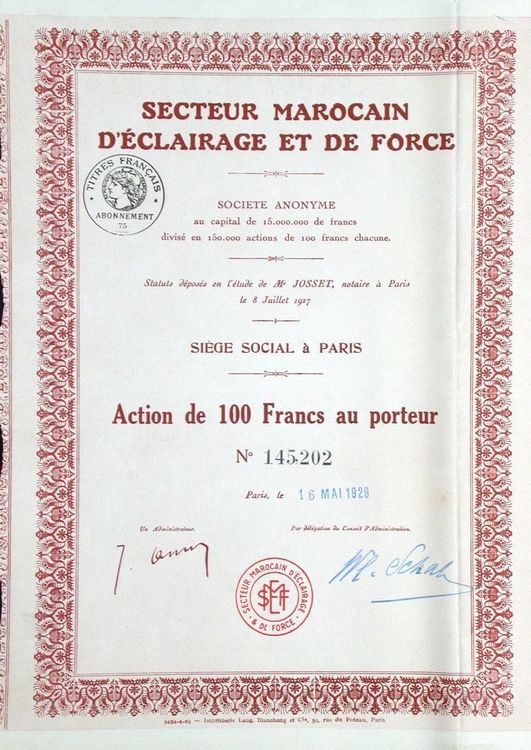 SECTEUR MAROCAIN
D'ÉCLAIRAGE ET DE FORCE
TITRES FRANÇAIS
ABONNEMENT
75
SOCIETE ANONYME
au capital de 15.000.000 de francs
divisé en 150.000 actions de 100 francs chacune.
Statuts déposés en l'étude de Me JOSSET, notaire à Paris
le 8 Juillet 1927
SIÈGE SOCIAL à PARIS
Action de 100 Francs au porteur
No 145.202
Paris, le 16 MAI 1929
Un Administrateur. Par délégation du Conseil d'Administration.
SECTEUR MAROCAIN D'ÉCLAIRAGE
& DE FORCE
9494-4-29 — Imprimerie Lang, Blanchong et Cie, 30, rue du Poteau, Paris